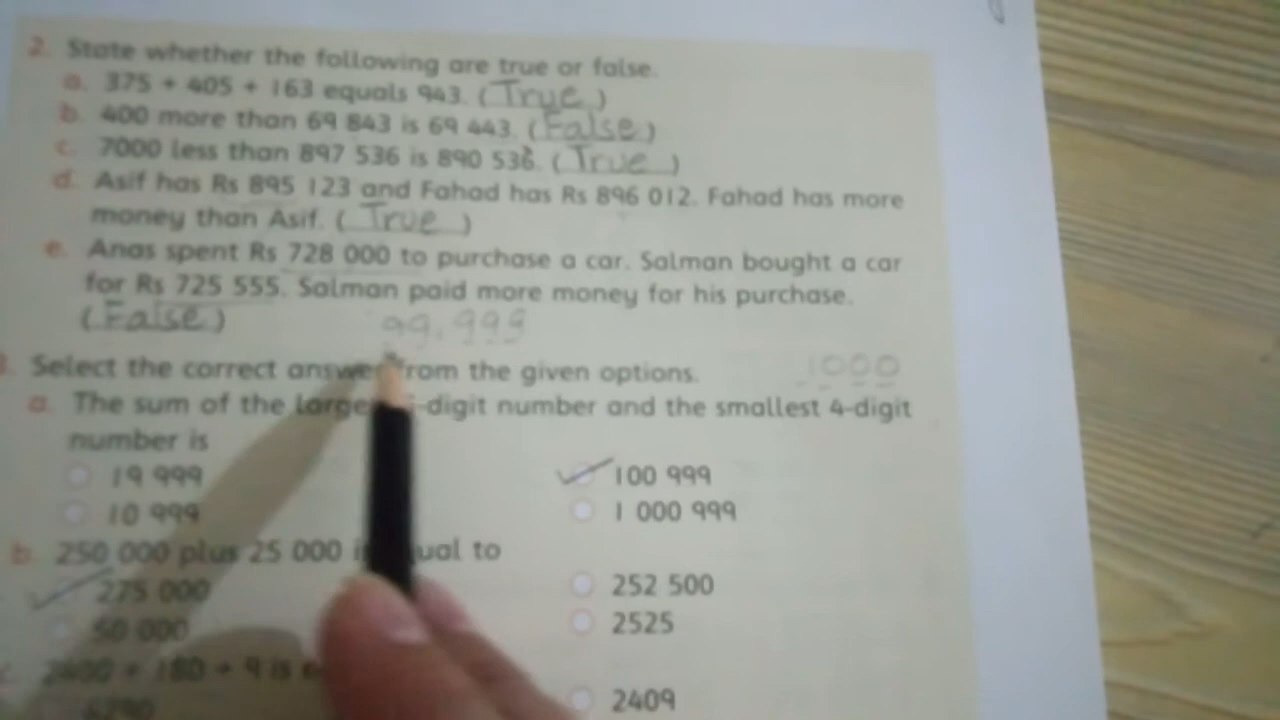 2. State whether the following are true or false.
a. 375 + 405 + 163 equals 943. (True)
b. 400 more than 69 843 is 69 443. (False)
c. 7000 less than 897 536 is 890 536. (True)
d. Asif has Rs 895 123 and Fahad has Rs 896 012. Fahad has more
money than Asif. (True)
e. Anas spent Rs 728 000 to purchase a car. Salman bought a car
for Rs 725 555. Salman paid more money for his purchase.
(False) 99.999
Select the correct answer from the given options. 1000
a. The sum of the -digit number and the smallest 4-digit
number is
19 999 100 999
10 999 1 000 999
b. 250 000 plus 25 000 to
275 000 252 500
50 000 2525
2400 + 180 + 9 is
2409